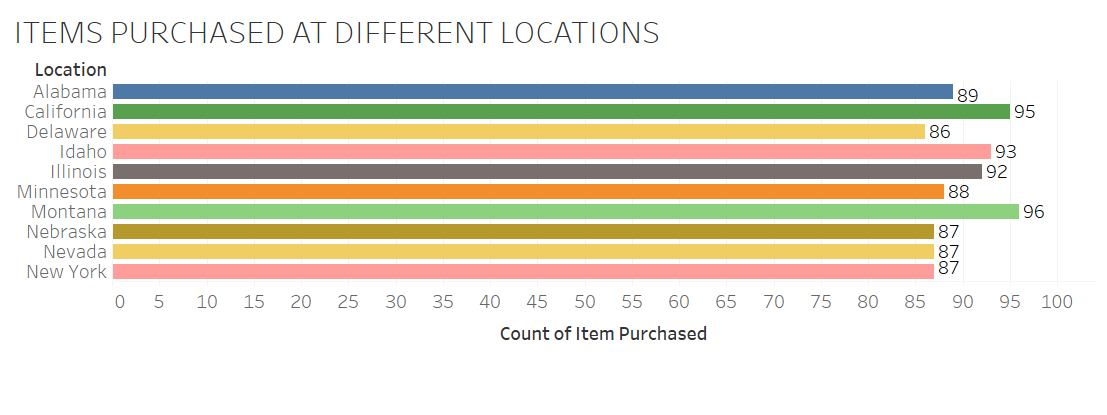 ITEMS PURCHASED AT DIFFERENT LOCATIONS
Location
Alabama 89
California 95
Delaware 86
Idaho 93
Illinois 92
Minnesota 88
Montana 96
Nebraska 87
Nevada 87
New York 87
0 5 10 15 20 25 30 35 40 45 50 55 60 65 70 75 80 85 90 95 100
Count of Item Purchased